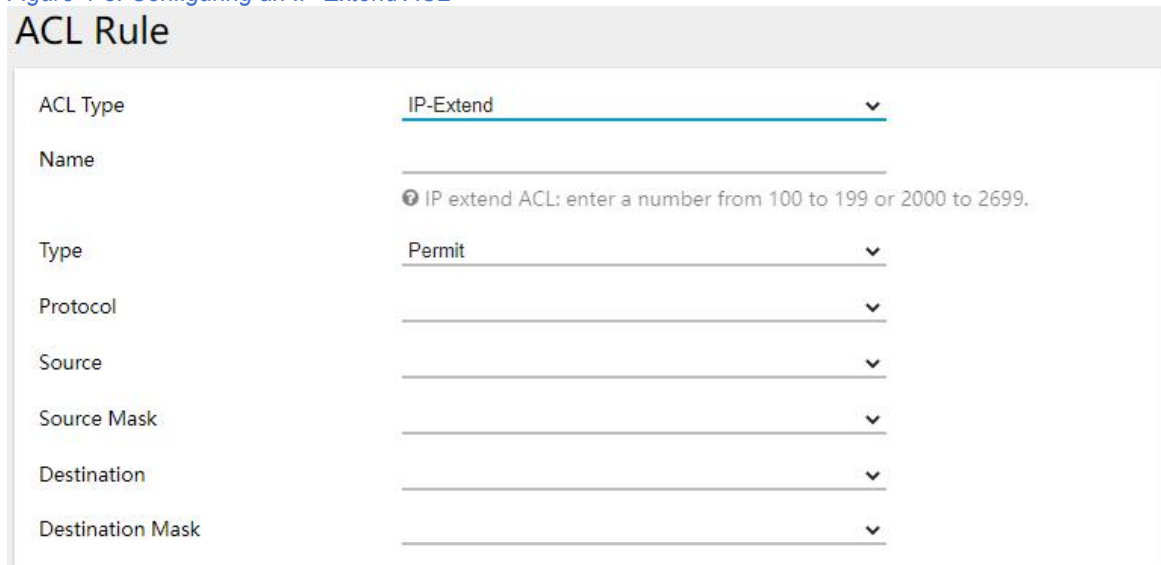 ACL Rule
ACL Type IP-Extend
Name
IP extend ACL: enter a number from 100 to 199 or 2000 to 2699.
Type Permit
Protocol
Source
Source Mask
Destination
Destination Mask